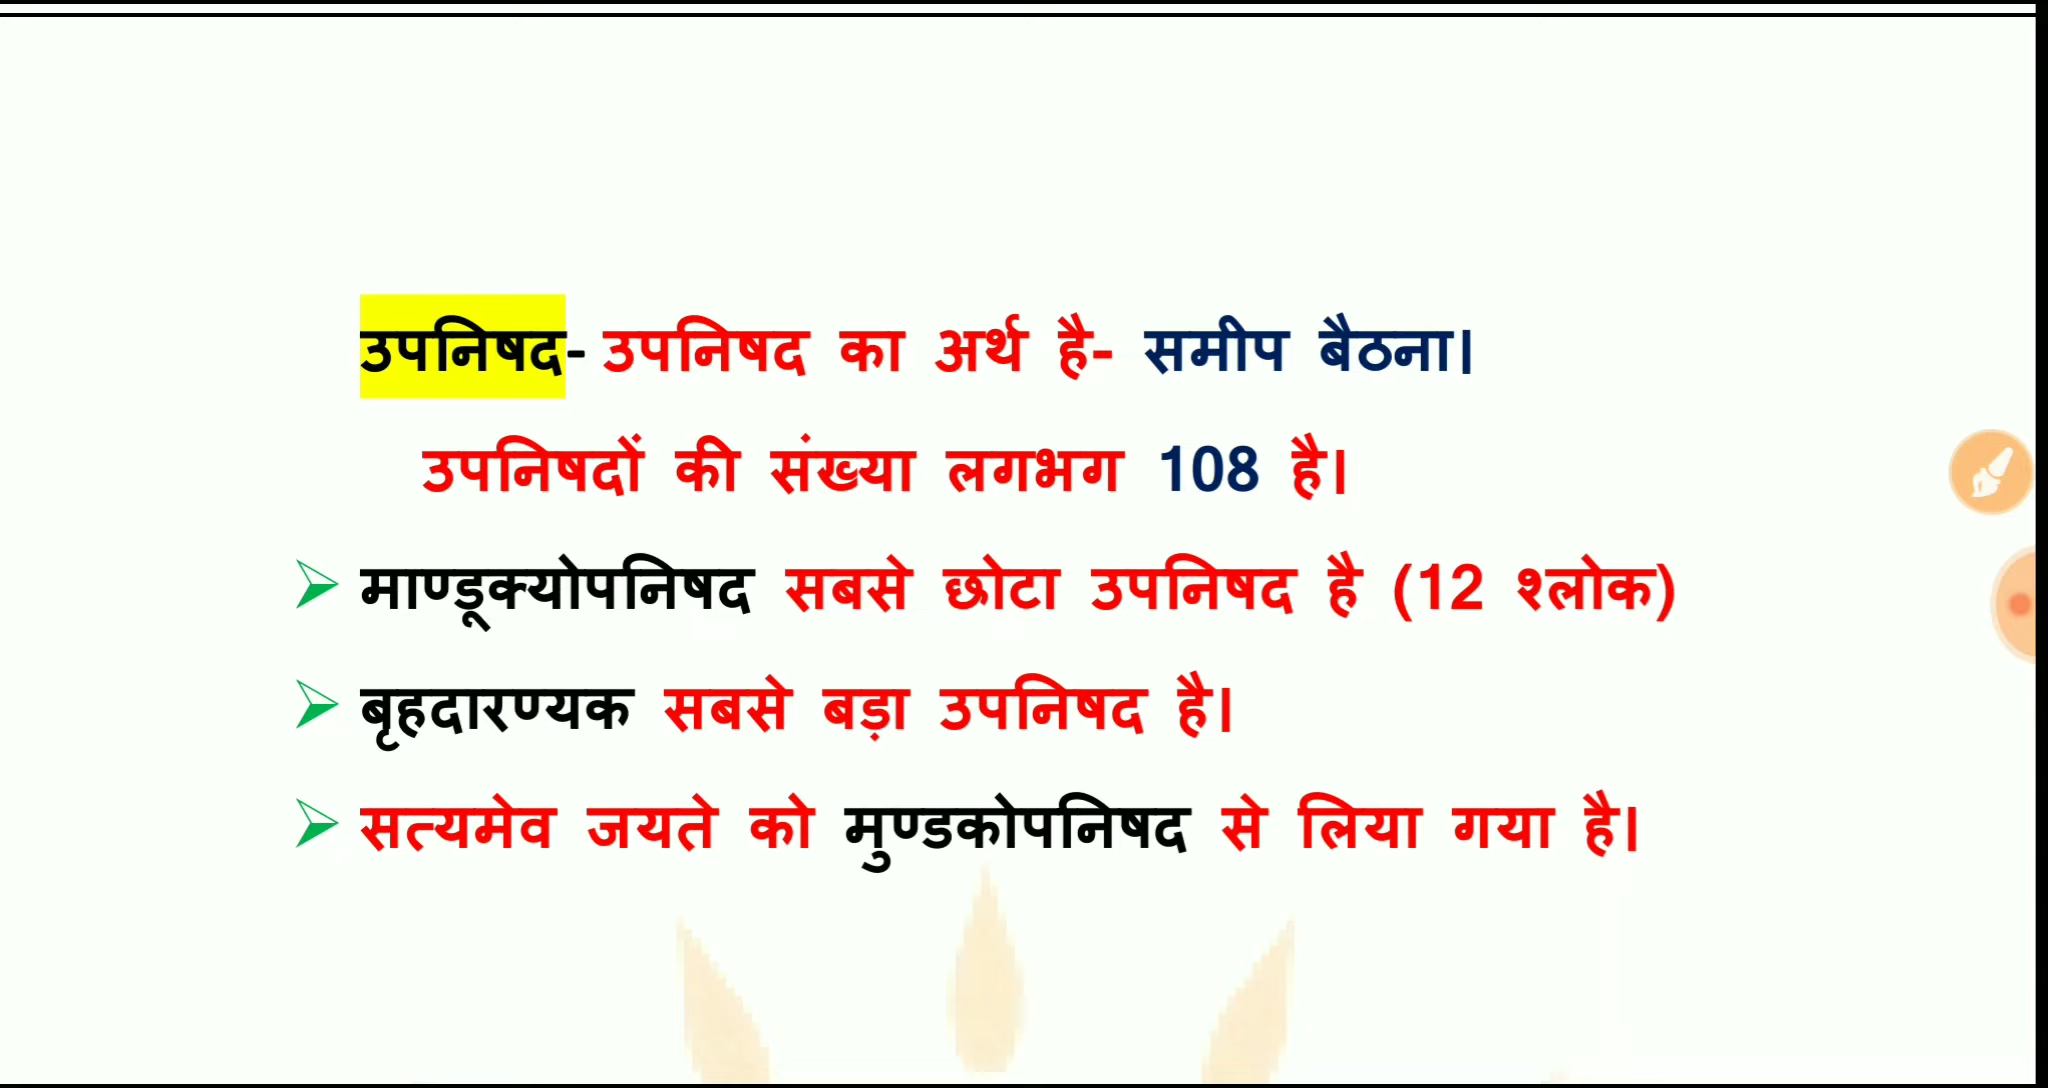 उपनिषद- उपनिषद का अर्थ है- समीप बैठना।
उपनिषदों की संख्या लगभग 108 है।
➢ माण्डूक्योपनिषद सबसे छोटा उपनिषद है (12 श्लोक)
➢ बृहदारण्यक सबसे बड़ा उपनिषद है।
➢ सत्यमेव जयते को मुण्डकोपनिषद से लिया गया है।